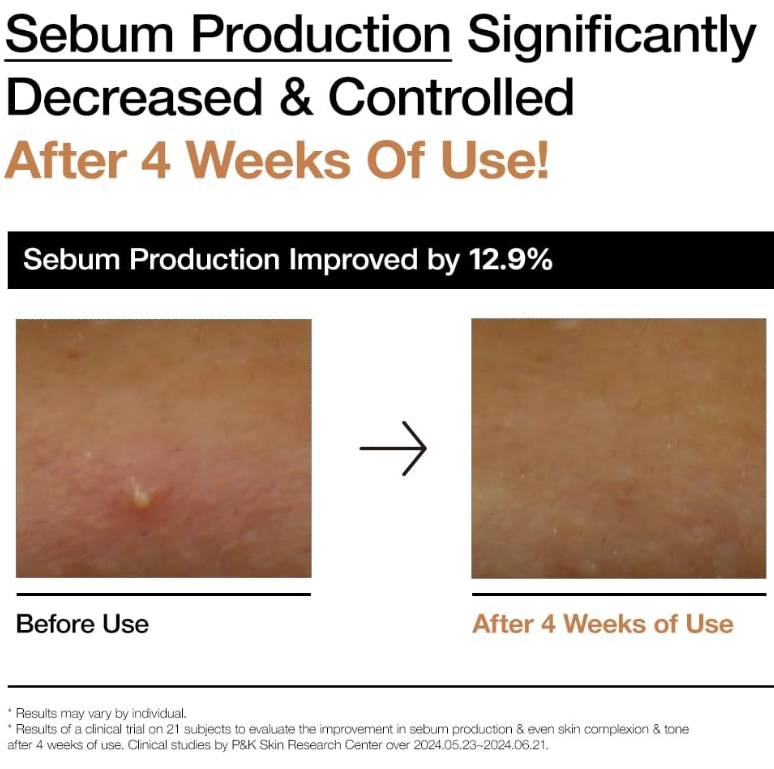 Sebum Production Significantly
Decreased & Controlled
After 4 Weeks Of Use!
Sebum Production Improved by 12.9%
Before Use
After 4 Weeks of Use
* Results may vary by individual.
* Results of a clinical trial on 21 subjects to evaluate the improvement in sebum production & even skin complexion & tone
after 4 weeks of use. Clinical studies by P&K Skin Research Center over 2024.05.23~2024.06.21.